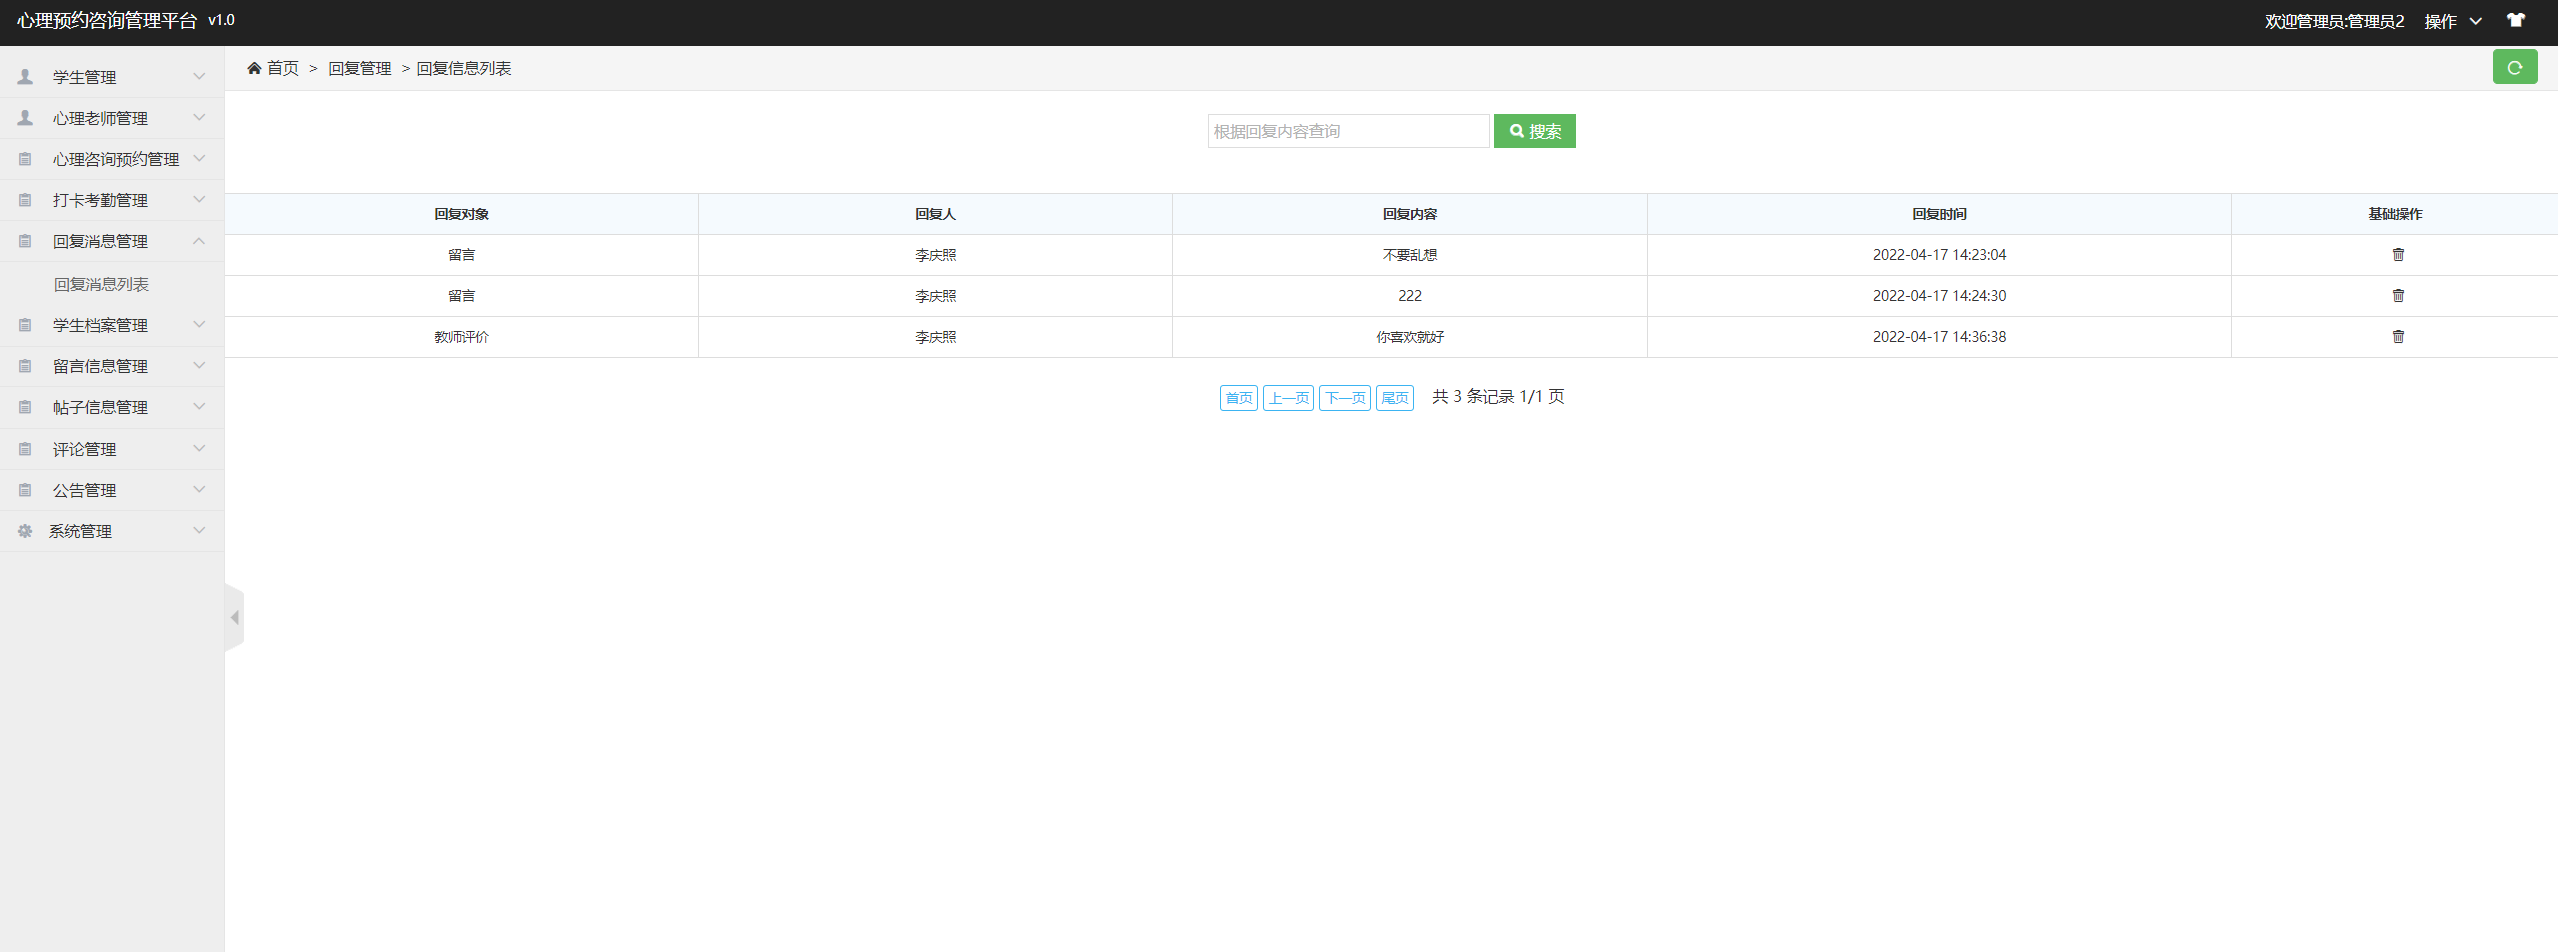 心理预约咨询管理平台 v1.0
欢迎管理员:管理员2 操作
学生管理
心理老师管理
心理咨询预约管理
打卡考勤管理
回复消息管理
回复消息列表
学生档案管理
留言信息管理
帖子信息管理
评论管理
公告管理
系统管理
首页 > 回复管理 > 回复信息列表
根据回复内容查询 搜索
回复对象 回复人 回复内容 回复时间 基础操作
留言 李庆照 不要乱想 2022-04-17 14:23:04
留言 李庆照 222 2022-04-17 14:24:30
教师评价 李庆照 你喜欢就好 2022-04-17 14:36:38
首页 上一页 下一页 尾页 共 3 条记录 1/1 页